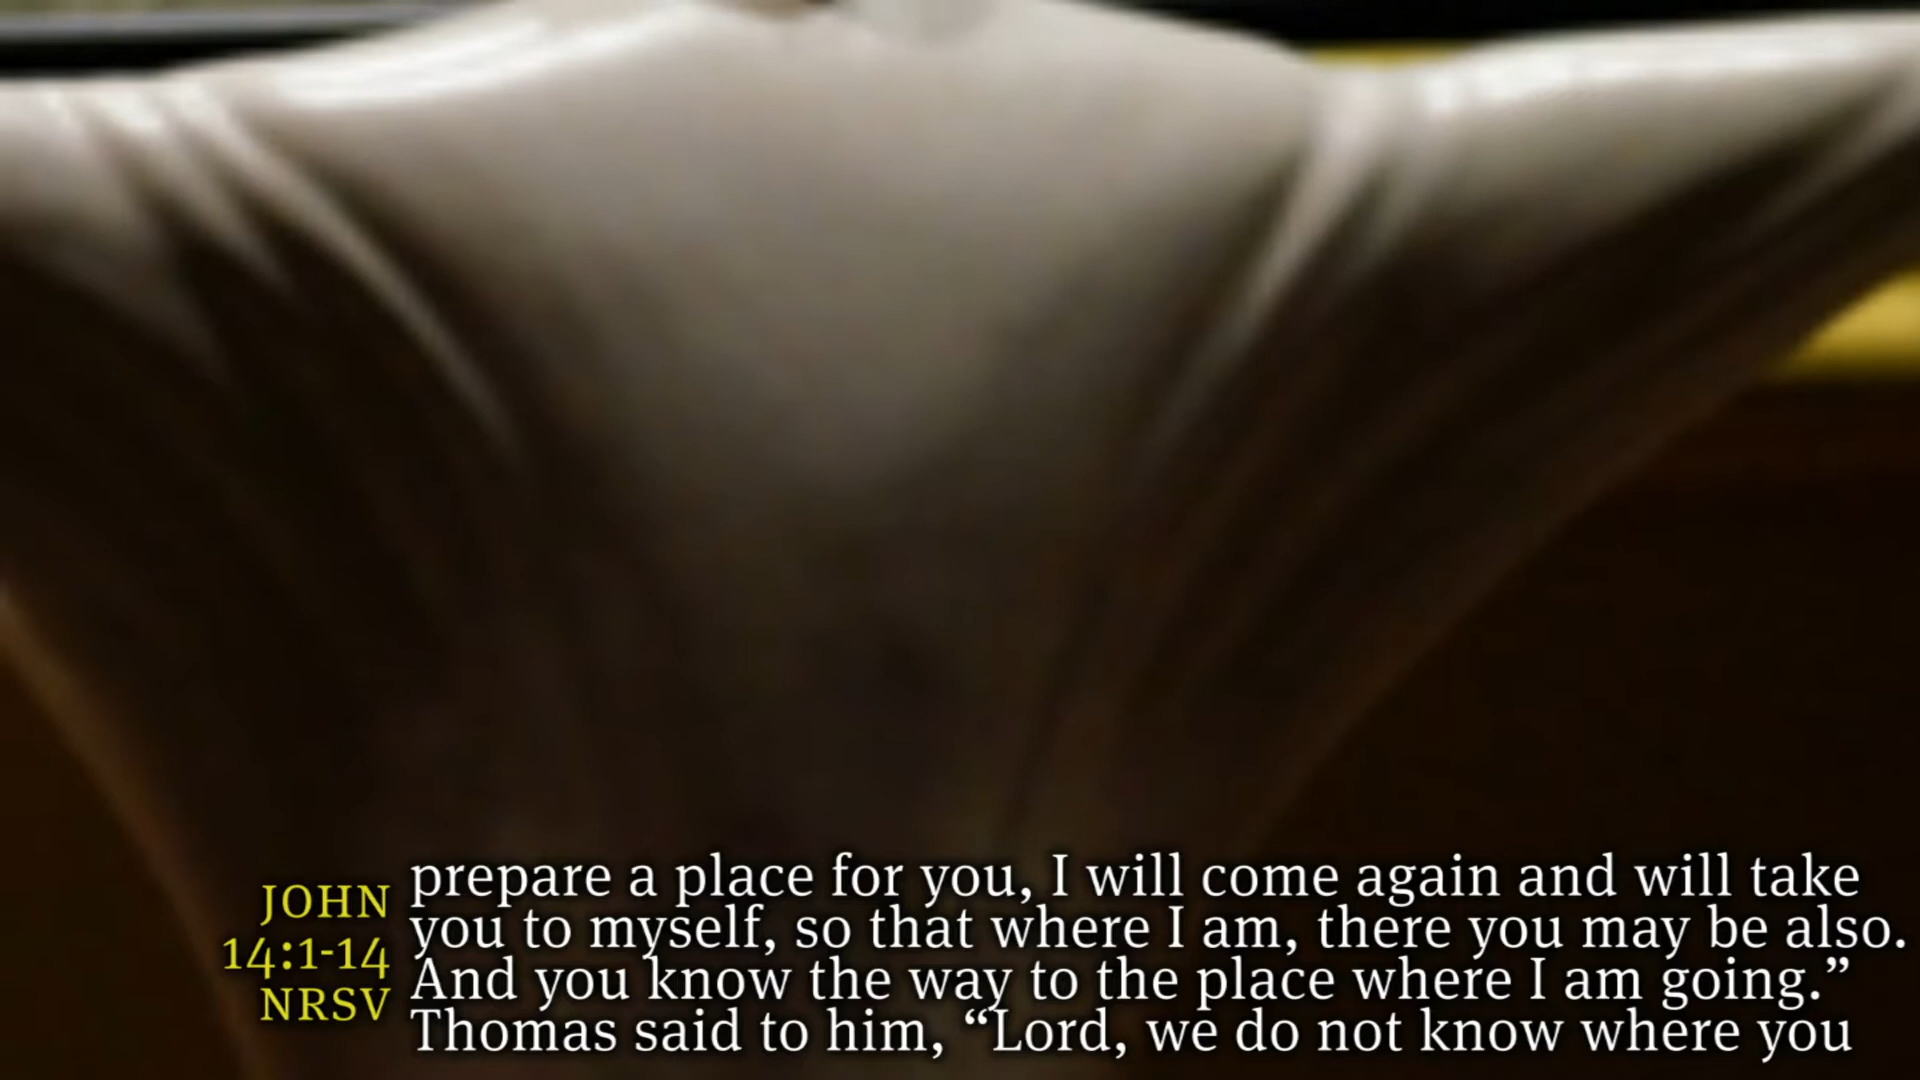 JOHN
14:1-14
NRSV
prepare a place for you, I will come again and will take
you to myself, so that where I am, there you may be also.
And you know the way to the place where I am going.”
Thomas said to him, “Lord, we do not know where you